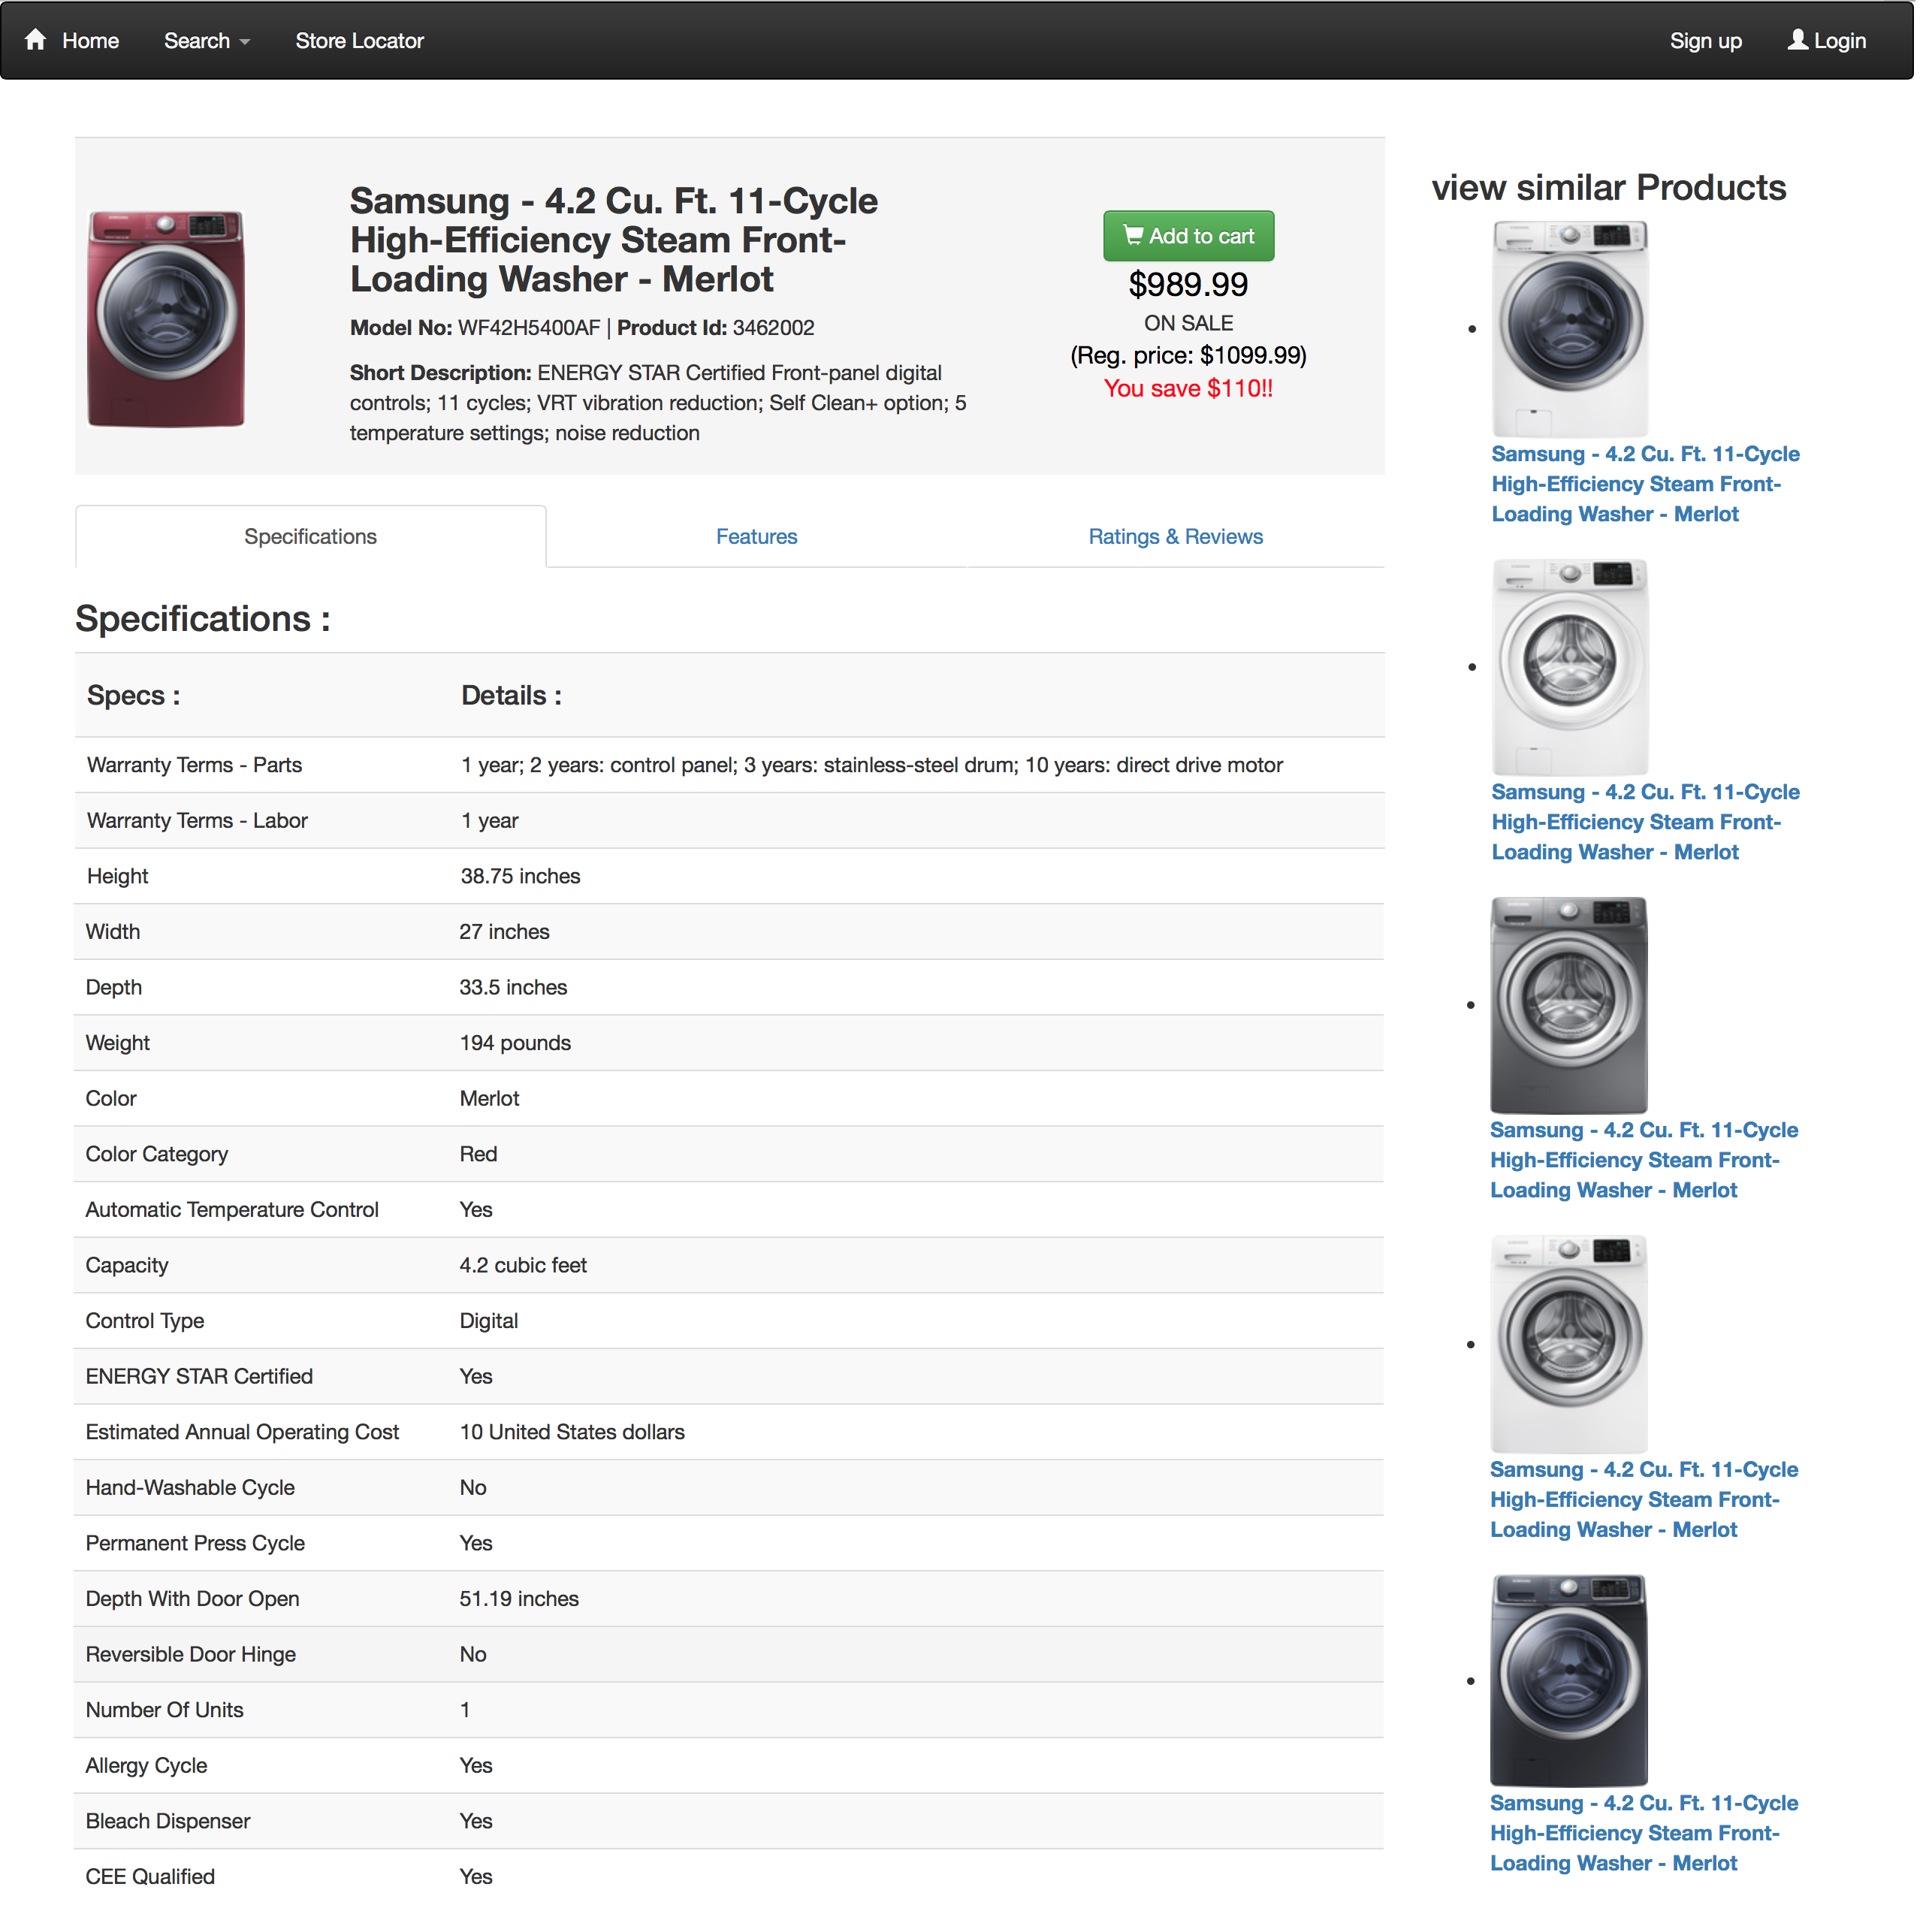 Home Search Store Locator Sign up Login
Samsung - 4.2 Cu. Ft. 11-Cycle
High-Efficiency Steam Front-
Loading Washer - Merlot
Model No: WF42H5400AF | Product Id: 3462002
Short Description: ENERGY STAR Certified Front-panel digital
controls; 11 cycles; VRT vibration reduction; Self Clean+ option; 5
temperature settings; noise reduction
Add to cart
$989.99
ON SALE
(Reg. price: $1099.99)
You save $110!!
Specifications Features Ratings & Reviews
Specifications :
Specs : Details :
Warranty Terms - Parts 1 year; 2 years: control panel; 3 years: stainless-steel drum; 10 years: direct drive motor
Warranty Terms - Labor 1 year
Height 38.75 inches
Width 27 inches
Depth 33.5 inches
Weight 194 pounds
Color Merlot
Color Category Red
Automatic Temperature Control Yes
Capacity 4.2 cubic feet
Control Type Digital
ENERGY STAR Certified Yes
Estimated Annual Operating Cost 10 United States dollars
Hand-Washable Cycle No
Permanent Press Cycle Yes
Depth With Door Open 51.19 inches
Reversible Door Hinge No
Number Of Units 1
Allergy Cycle Yes
Bleach Dispenser Yes
CEE Qualified Yes
view similar Products
Samsung - 4.2 Cu. Ft. 11-Cycle
High-Efficiency Steam Front-
Loading Washer - Merlot
Samsung - 4.2 Cu. Ft. 11-Cycle
High-Efficiency Steam Front-
Loading Washer - Merlot
Samsung - 4.2 Cu. Ft. 11-Cycle
High-Efficiency Steam Front-
Loading Washer - Merlot
Samsung - 4.2 Cu. Ft. 11-Cycle
High-Efficiency Steam Front-
Loading Washer - Merlot
Samsung - 4.2 Cu. Ft. 11-Cycle
High-Efficiency Steam Front-
Loading Washer - Merlot